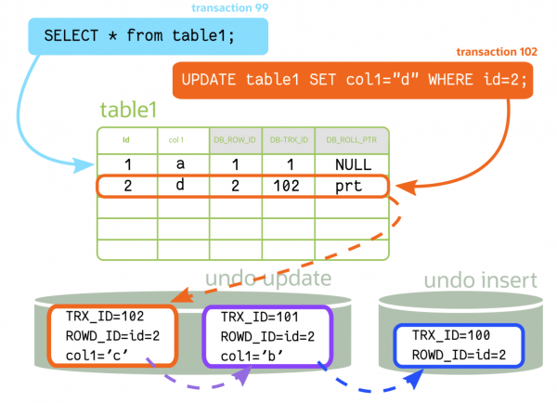 transaction 99
SELECT * from table1;
transaction 102
UPDATE table1 SET col1=“d” WHERE id=2;
table1
Id col 1 DB_ROW_ID DB-TRX_ID DB_ROLL_PTR
1 a 1 1 NULL
2 d 2 102 prt
undo update
undo insert
TRX_ID=102
ROWD_ID=id=2
col1=’c’
TRX_ID=101
ROWD_ID=id=2
col1=’b’
TRX_ID=100
ROWD_ID=id=2